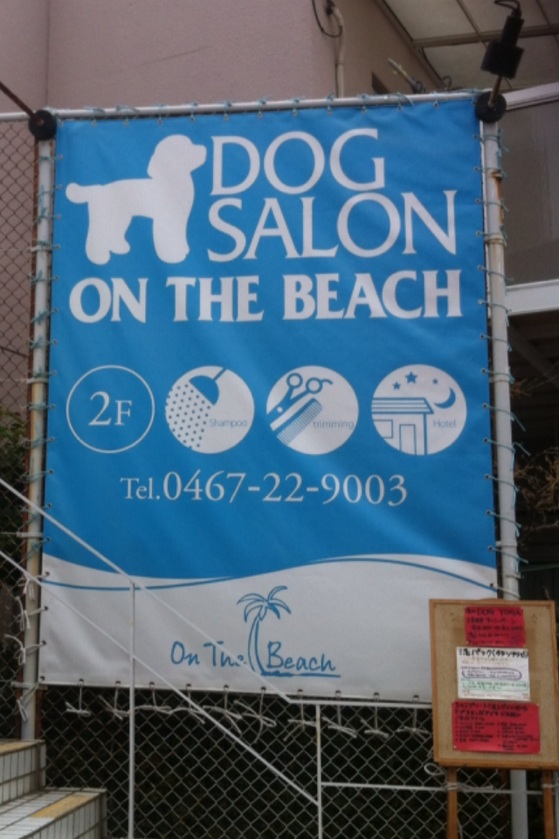 DOG
SALON
ON THE BEACH
2F
Shampoo
trimming
Hotel
Tel.0467-22-9003
On The Beach